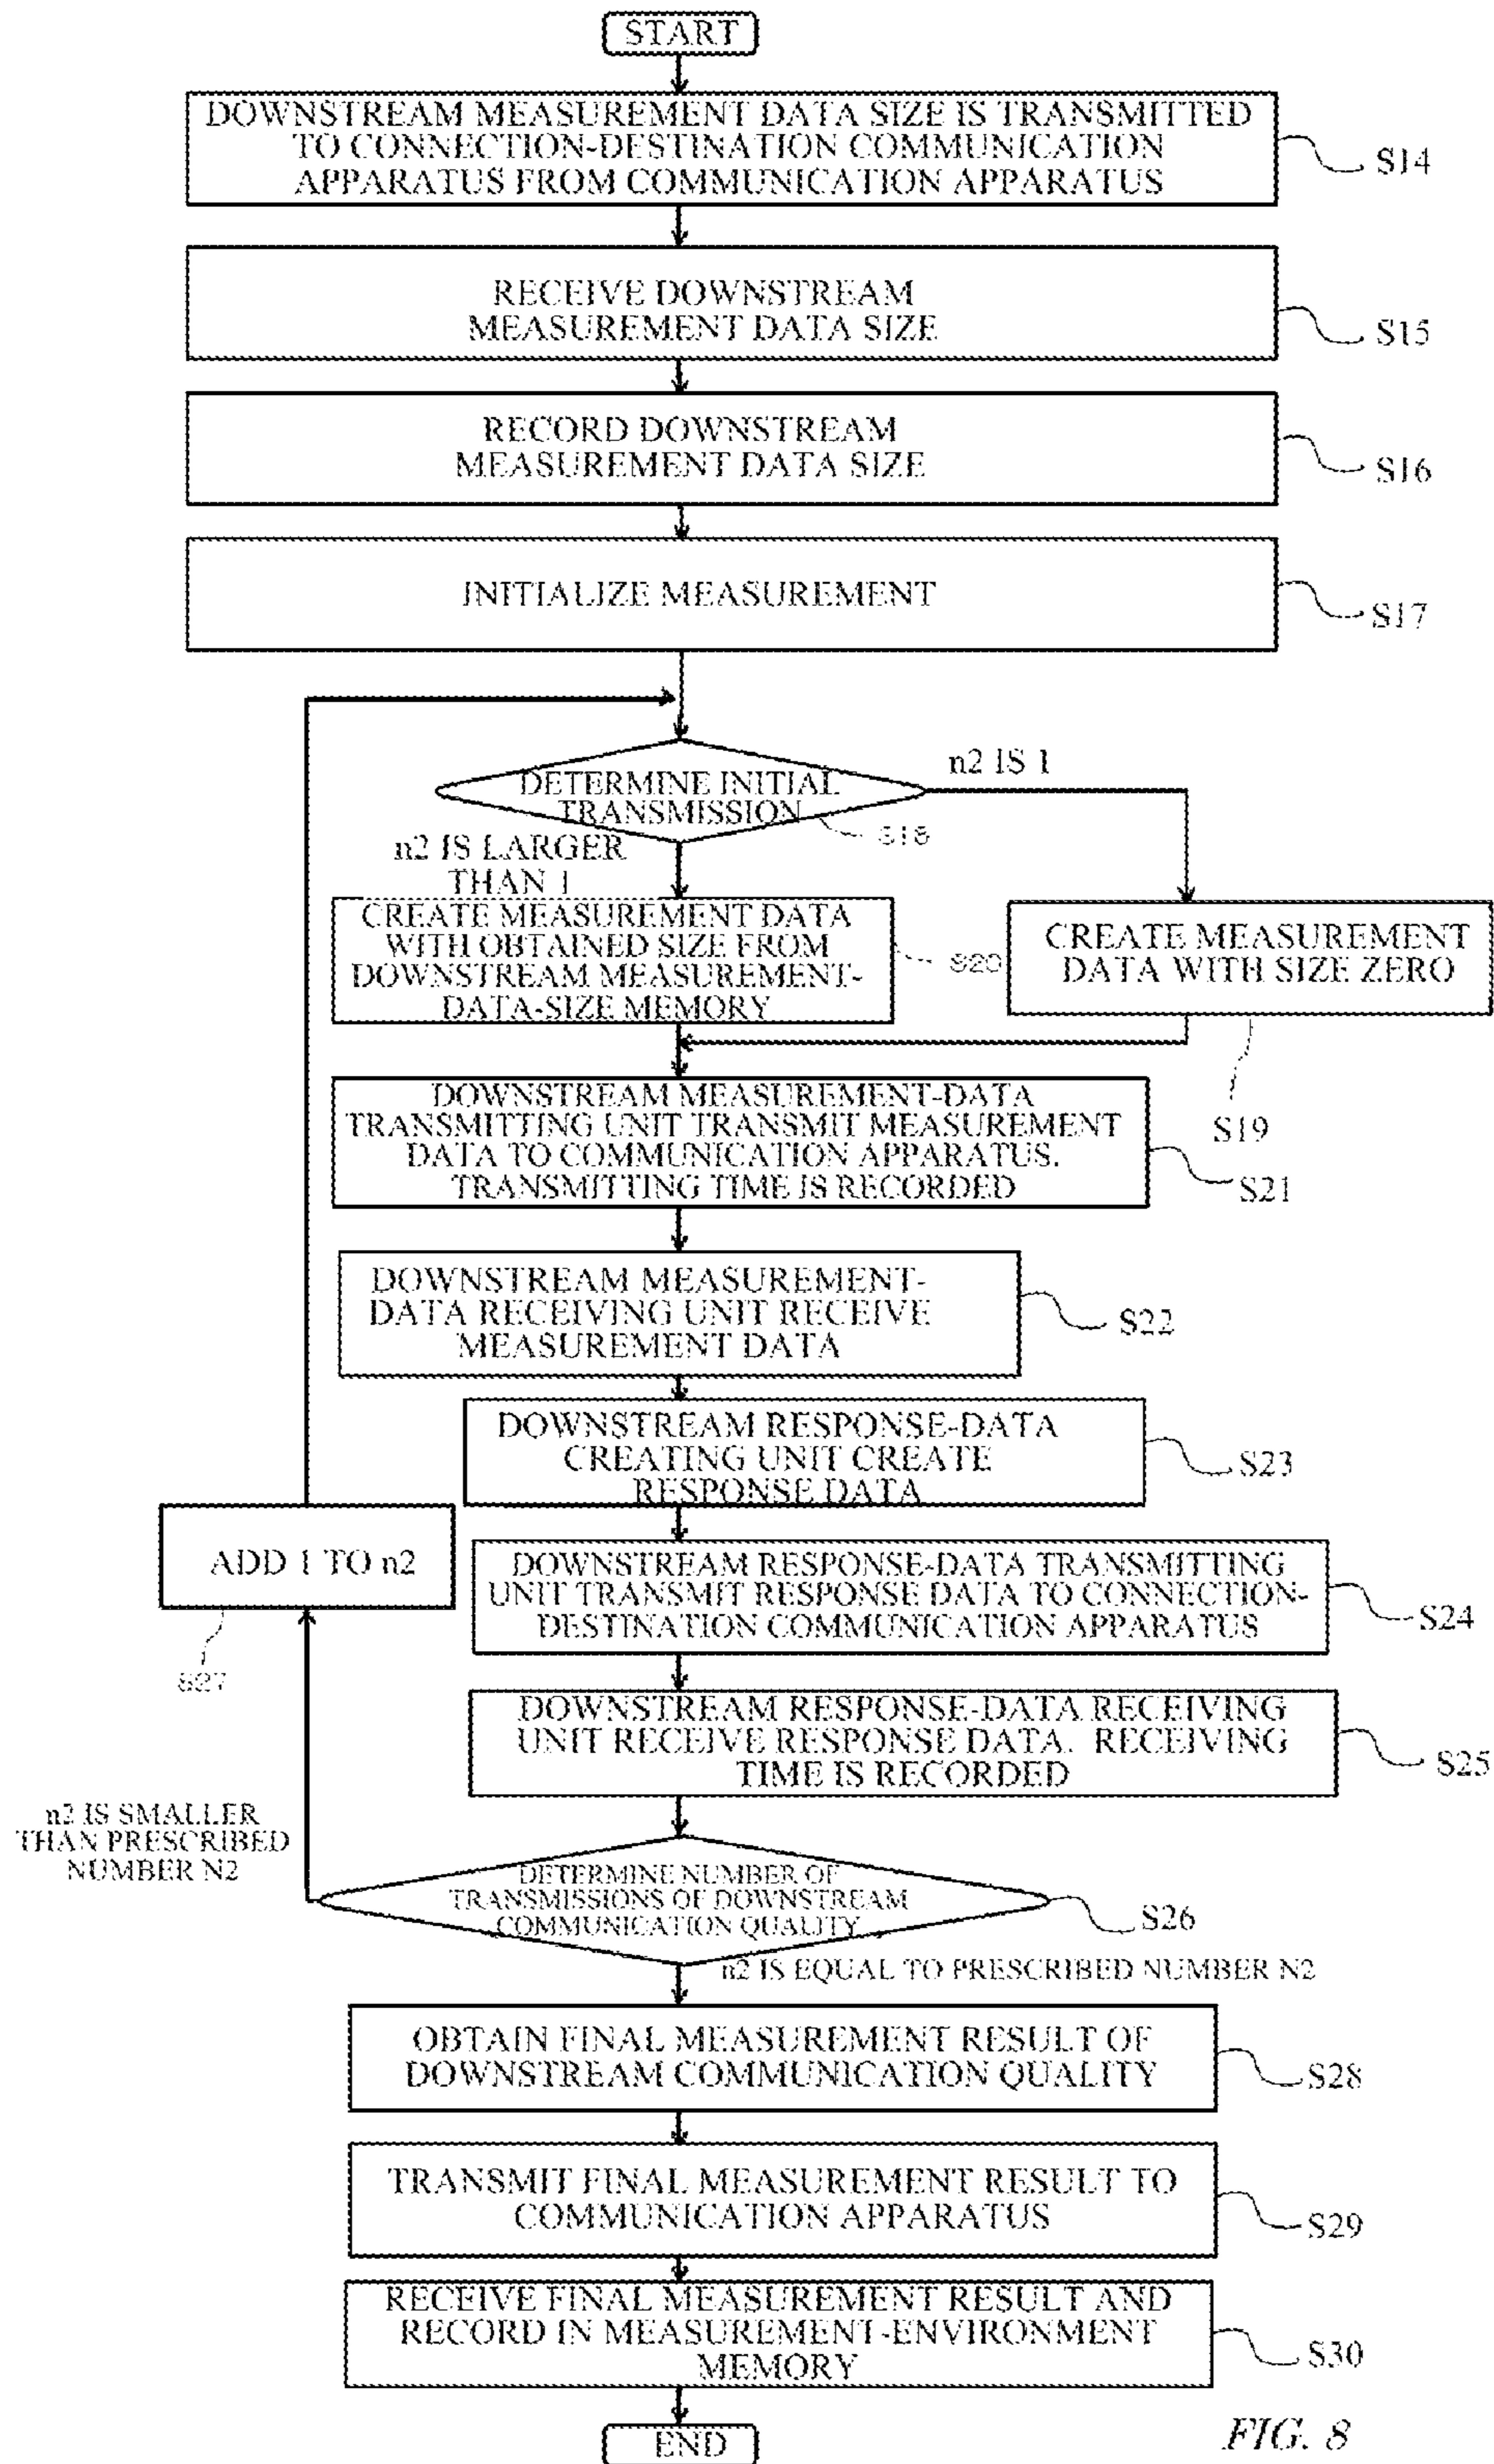 START
DOWNSTREAM MEASUREMENT DATA SIZE IS TRANSMITTED
TO CONNECTION-DESTINATION COMMUNICATION
APPARATUS FROM COMMUNICATION APPARATUS
S14
RECEIVE DOWNSTREAM
MEASUREMENT DATA SIZE
S15
RECORD DOWNSTREAM
MEASUREMENT DATA SIZE
S16
INITIALIZE MEASUREMENT
S17
DETERMINE INITIAL
TRANSMISSION
S18
n2 IS 1
n2 IS LARGER
THAN 1
CREATE MEASUREMENT DATA
WITH OBTAINED SIZE FROM
DOWNSTREAM MEASUREMENT-
DATA-SIZE MEMORY
S20
CREATE MEASUREMENT
DATA WITH SIZE ZERO
S19
DOWNSTREAM MEASUREMENT-DATA
TRANSMITTING UNIT TRANSMIT MEASUREMENT
DATA TO COMMUNICATION APPARATUS.
TRANSMITTING TIME IS RECORDED
S21
DOWNSTREAM MEASUREMENT-
DATA RECEIVING UNIT RECEIVE
MEASUREMENT DATA
S22
DOWNSTREAM RESPONSE-DATA
CREATING UNIT CREATE
RESPONSE DATA
S23
ADD 1 TO n2
S27
DOWNSTREAM RESPONSE-DATA TRANSMITTING
UNIT TRANSMIT RESPONSE DATA TO CONNECTION-
DESTINATION COMMUNICATION APPARATUS
S24
DOWNSTREAM RESPONSE-DATA RECEIVING
UNIT RECEIVE RESPONSE DATA. RECEIVING
TIME IS RECORDED
S25
n2 IS SMALLER
THAN PRESCRIBED
NUMBER N2
DETERMINE NUMBER OF
TRANSMISSIONS OF DOWNSTREAM
COMMUNICATION QUALITY
S26
n2 IS EQUAL TO PRESCRIBED NUMBER N2
OBTAIN FINAL MEASUREMENT RESULT OF
DOWNSTREAM COMMUNICATION QUALITY
S28
TRANSMIT FINAL MEASUREMENT RESULT TO
COMMUNICATION APPARATUS
S29
RECEIVE FINAL MEASUREMENT RESULT AND
RECORD IN MEASUREMENT-ENVIRONMENT
MEMORY
S30
END
FIG. 8